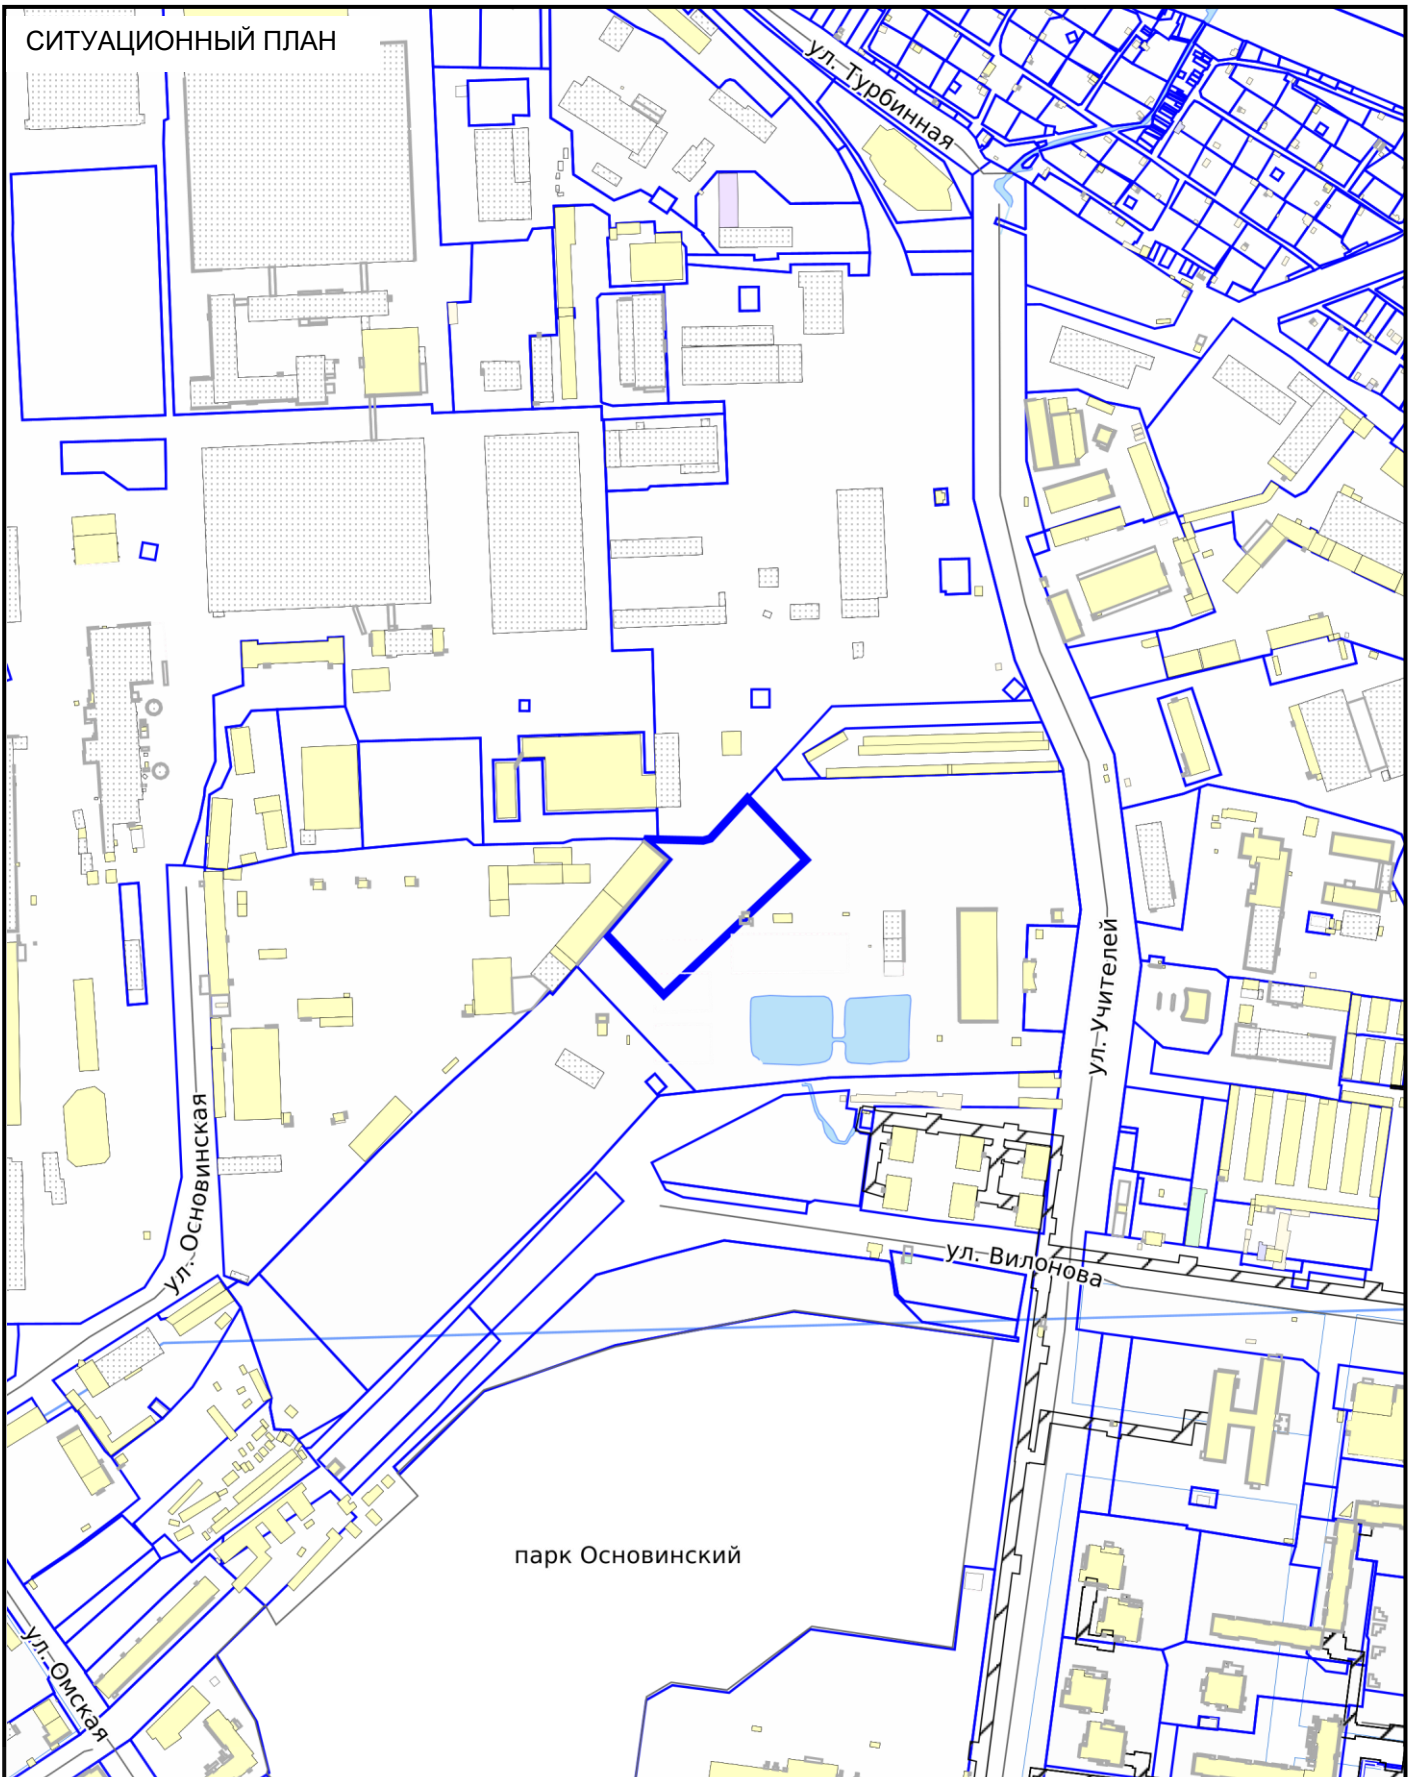 СИТУАЦИОННЫЙ ПЛАН
ул. Турбинная
ул. Учителей
ул. Основинская
ул. Вилонова
парк Основинский
ул. Омская